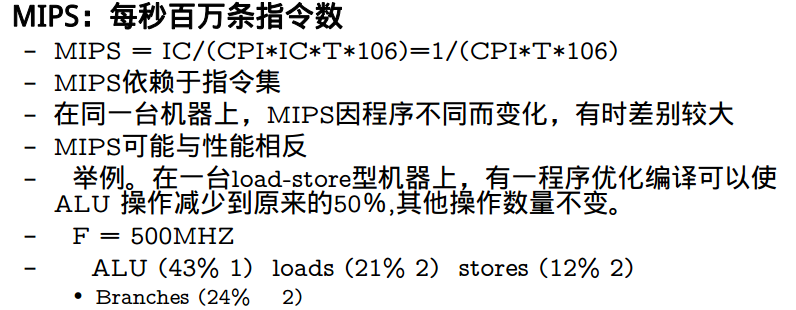 MIPS：每秒百万条指令数
– MIPS = IC/(CPI*IC*T*106)=1/(CPI*T*106)
– MIPS依赖于指令集
– 在同一台机器上，MIPS因程序不同而变化，有时差别较大
– MIPS可能与性能相反
– 举例。在一台load-store型机器上，有一程序优化编译可以使
ALU 操作减少到原来的50%,其他操作数量不变。
– F = 500MHZ
– ALU (43% 1) loads (21% 2) stores (12% 2)
• Branches (24% 2)